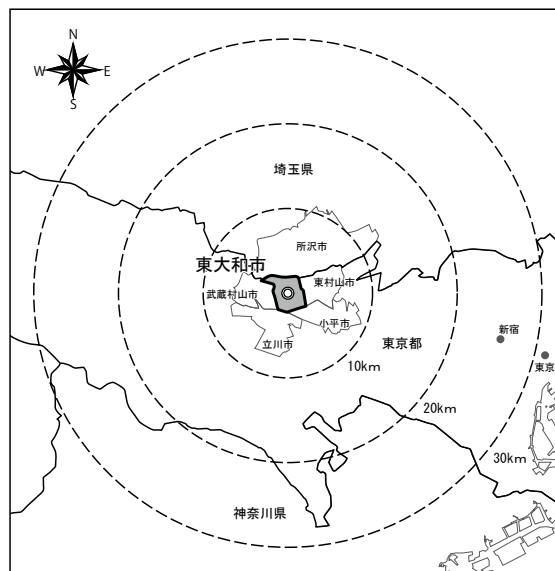 N
W E
S
埼玉県
所沢市
東大和市
武蔵村山市
東村山市
小平市
立川市
東京都
新宿
東京
10km
20km
30km
神奈川県